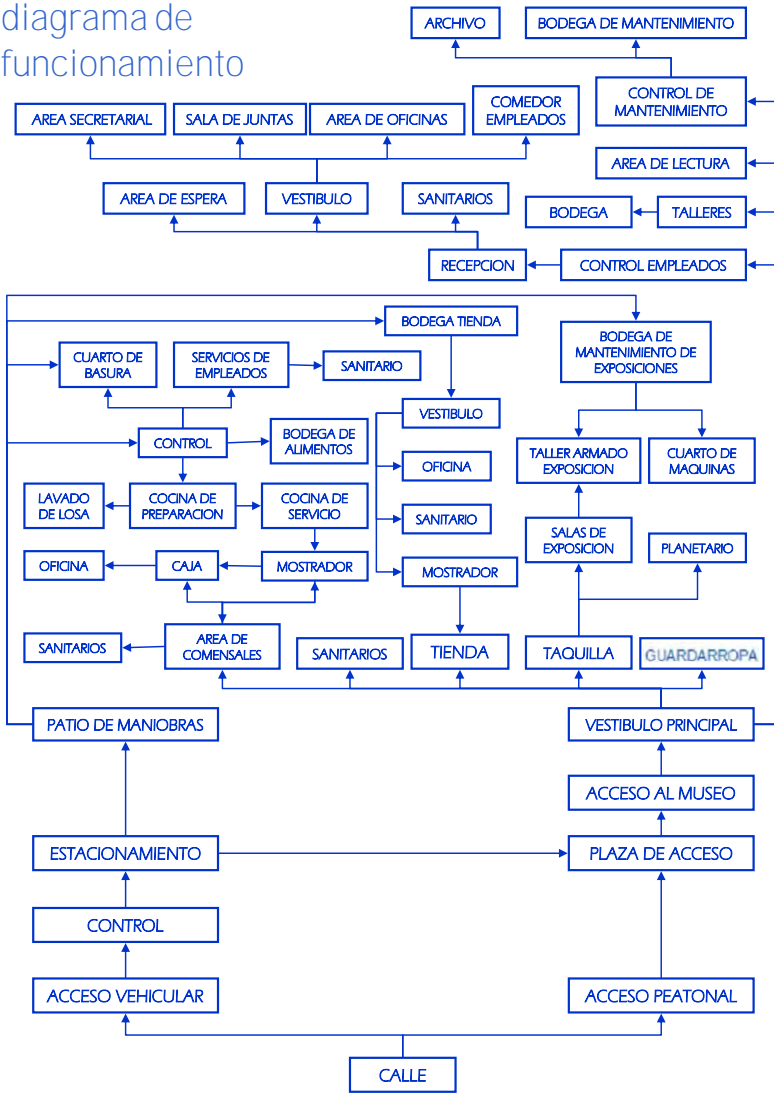 diagrama de
funcionamiento
ARCHIVO
BODEGA DE MANTENIMIENTO
CONTROL DE
MANTENIMIENTO
AREA SECRETARIAL
SALA DE JUNTAS
AREA DE OFICINAS
COMEDOR
EMPLEADOS
AREA DE LECTURA
AREA DE ESPERA
VESTIBULO
SANITARIOS
BODEGA
TALLERES
RECEPCION
CONTROL EMPLEADOS
BODEGA TIENDA
BODEGA DE
MANTENIMIENTO DE
EXPOSICIONES
CUARTO DE
BASURA
SERVICIOS DE
EMPLEADOS
SANITARIO
VESTIBULO
CONTROL
BODEGA DE
ALIMENTOS
OFICINA
TALLER ARMADO
EXPOSICION
CUARTO DE
MAQUINAS
LAVADO
DE LOSA
COCINA DE
PREPARACION
COCINA DE
SERVICIO
SANITARIO
SALAS DE
EXPOSICION
PLANETARIO
OFICINA
CAJA
MOSTRADOR
MOSTRADOR
SANITARIOS
AREA DE
COMENSALES
SANITARIOS
TIENDA
TAQUILLA
GUARDARROPA
PATIO DE MANIOBRAS
VESTIBULO PRINCIPAL
ACCESO AL MUSEO
ESTACIONAMIENTO
PLAZA DE ACCESO
CONTROL
ACCESO VEHICULAR
ACCESO PEATONAL
CALLE